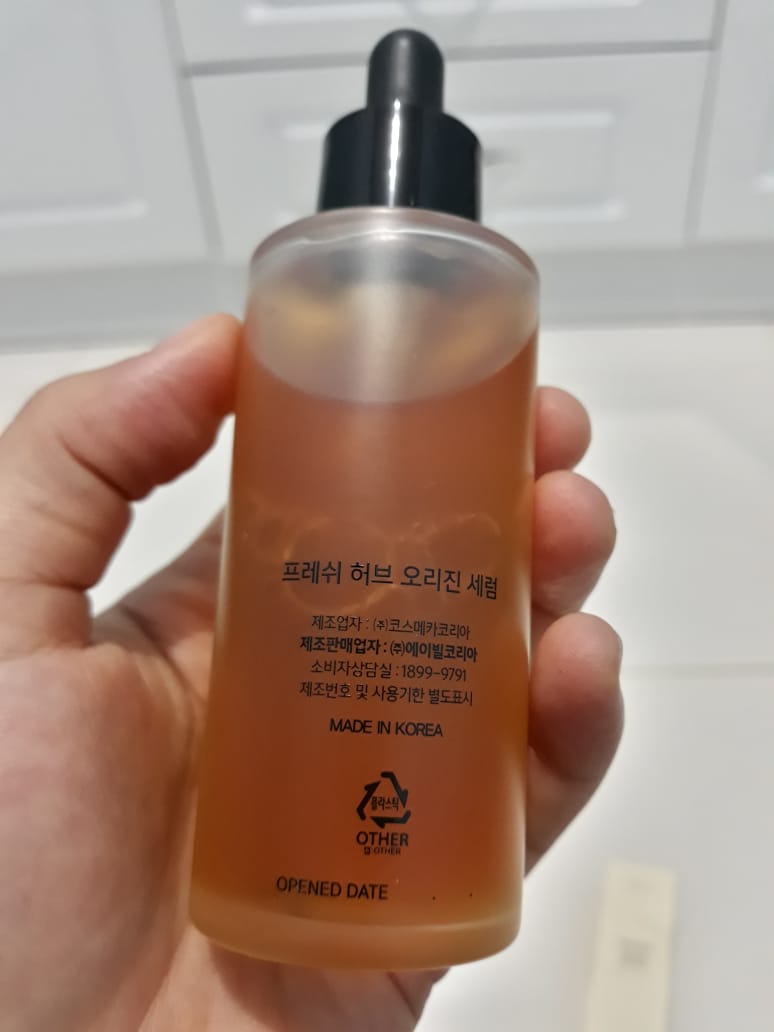 프레쉬 허브 오리진 세럼
제조업자 : ㈜코스메카코리아
제조판매업자 : ㈜에이빌코리아
소비자상담실 : 1899-9791
제조번호 및 사용기한 별도표시
MADE IN KOREA
플라스틱
OTHER
캡:OTHER
OPENED DATE . .